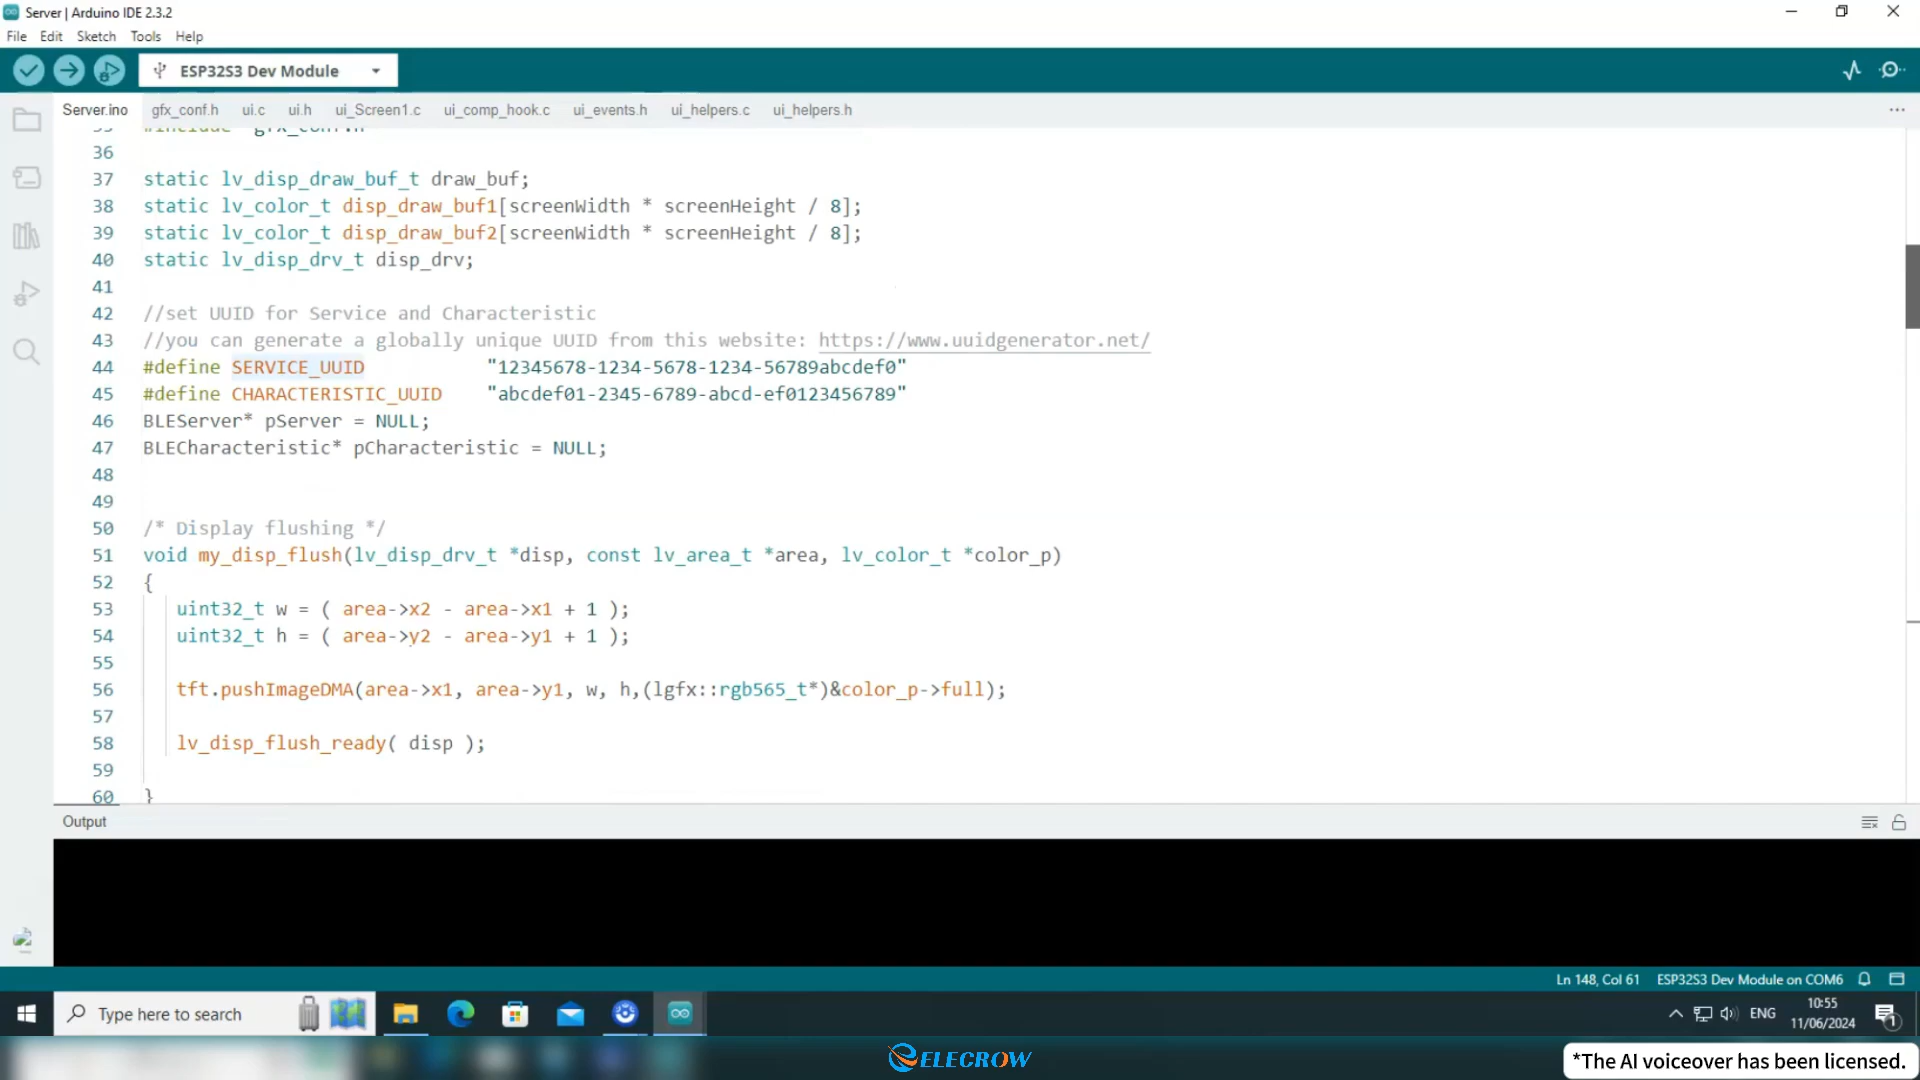 Server | Arduino IDE 2.3.2
File Edit Sketch Tools Help
ESP32S3 Dev Module
Server.ino gfx_conf.h ui.c ui.h ui_Screen1.c ui_comp_hook.c ui_events.h ui_helpers.c ui_helpers.h
35 #include "gfx_conf.h"
36
37 static lv_disp_draw_buf_t draw_buf;
38 static lv_color_t disp_draw_buf1[screenWidth * screenHeight / 8];
39 static lv_color_t disp_draw_buf2[screenWidth * screenHeight / 8];
40 static lv_disp_drv_t disp_drv;
41
42 //set UUID for Service and Characteristic
43 //you can generate a globally unique UUID from this website: https://www.uuidgenerator.net/
44 #define SERVICE_UUID "12345678-1234-5678-1234-56789abcdef0"
45 #define CHARACTERISTIC_UUID "abcdef01-2345-6789-abcd-ef0123456789"
46 BLEServer* pServer = NULL;
47 BLECharacteristic* pCharacteristic = NULL;
48
49
50 /* Display flushing */
51 void my_disp_flush(lv_disp_drv_t *disp, const lv_area_t *area, lv_color_t *color_p)
52 {
53 uint32_t w = ( area->x2 - area->x1 + 1 );
54 uint32_t h = ( area->y2 - area->y1 + 1 );
55
56 tft.pushImageDMA(area->x1, area->y1, w, h,(lgfx::rgb565_t*)&color_p->full);
57
58 lv_disp_flush_ready( disp );
59
60 }
Output
Ln 148, Col 61 ESP32S3 Dev Module on COM6
Type here to search
ENG
10:55
11/06/2024
1
ELECROW
*The AI voiceover has been licensed.